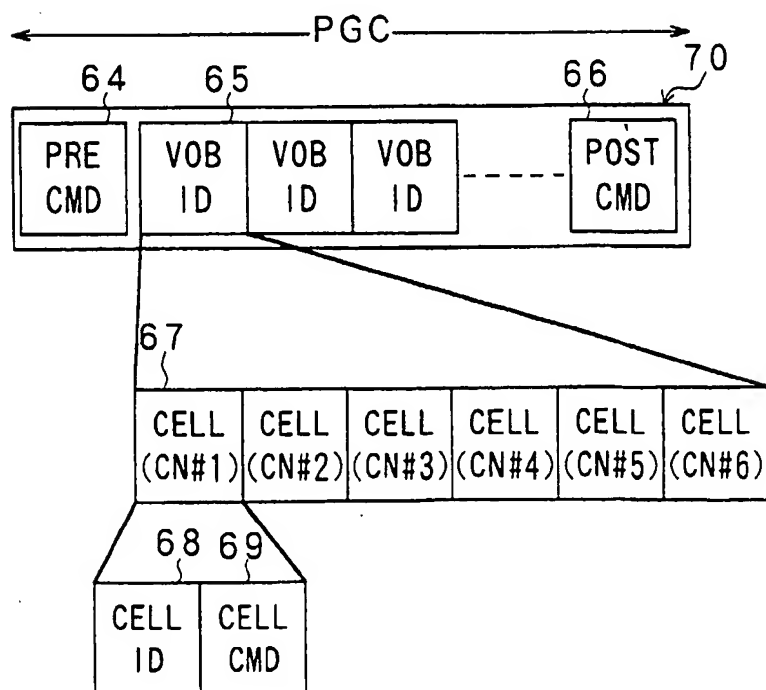 PGC
70
64 65 66
PRE CMD VOB ID VOB ID VOB ID POST CMD
67
CELL (CN#1) CELL (CN#2) CELL (CN#3) CELL (CN#4) CELL (CN#5) CELL (CN#6)
68 69
CELL ID CELL CMD